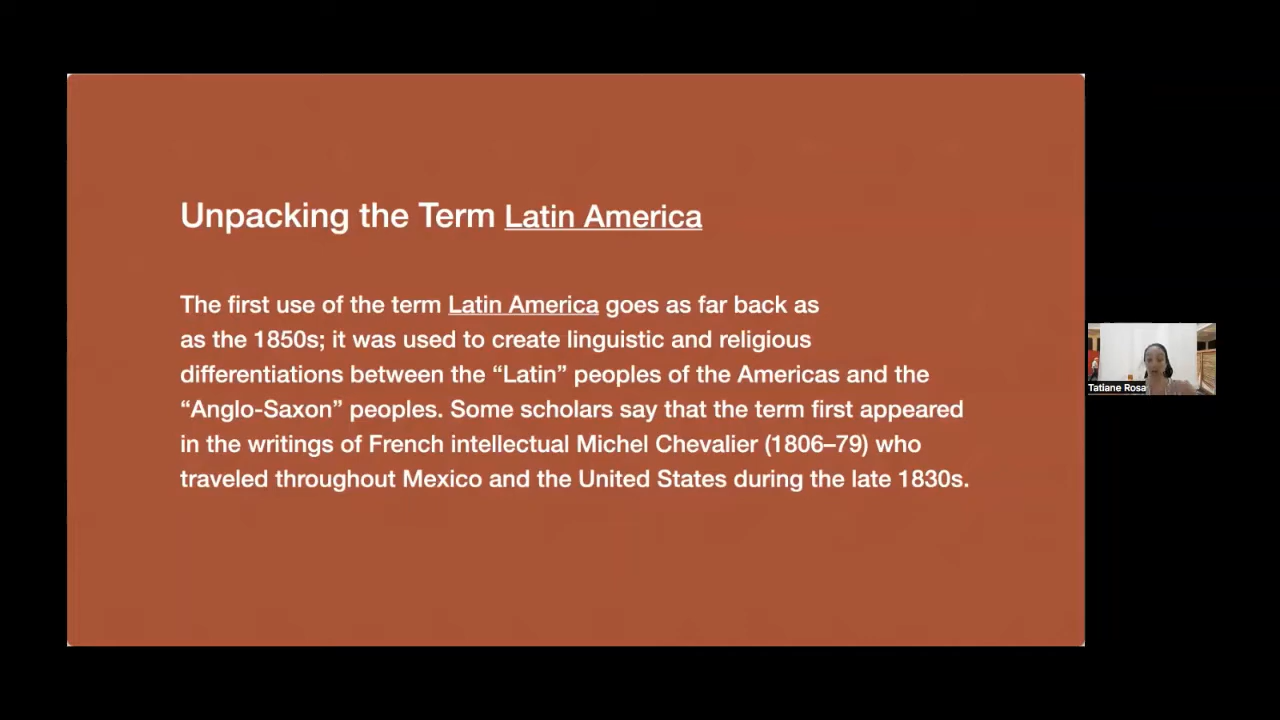 Unpacking the Term Latin America
The first use of the term Latin America goes as far back as
as the 1850s; it was used to create linguistic and religious
differentiations between the “Latin” peoples of the Americas and the
“Anglo-Saxon” peoples. Some scholars say that the term first appeared
in the writings of French intellectual Michel Chevalier (1806–79) who
traveled throughout Mexico and the United States during the late 1830s.
Tatiane Rosa